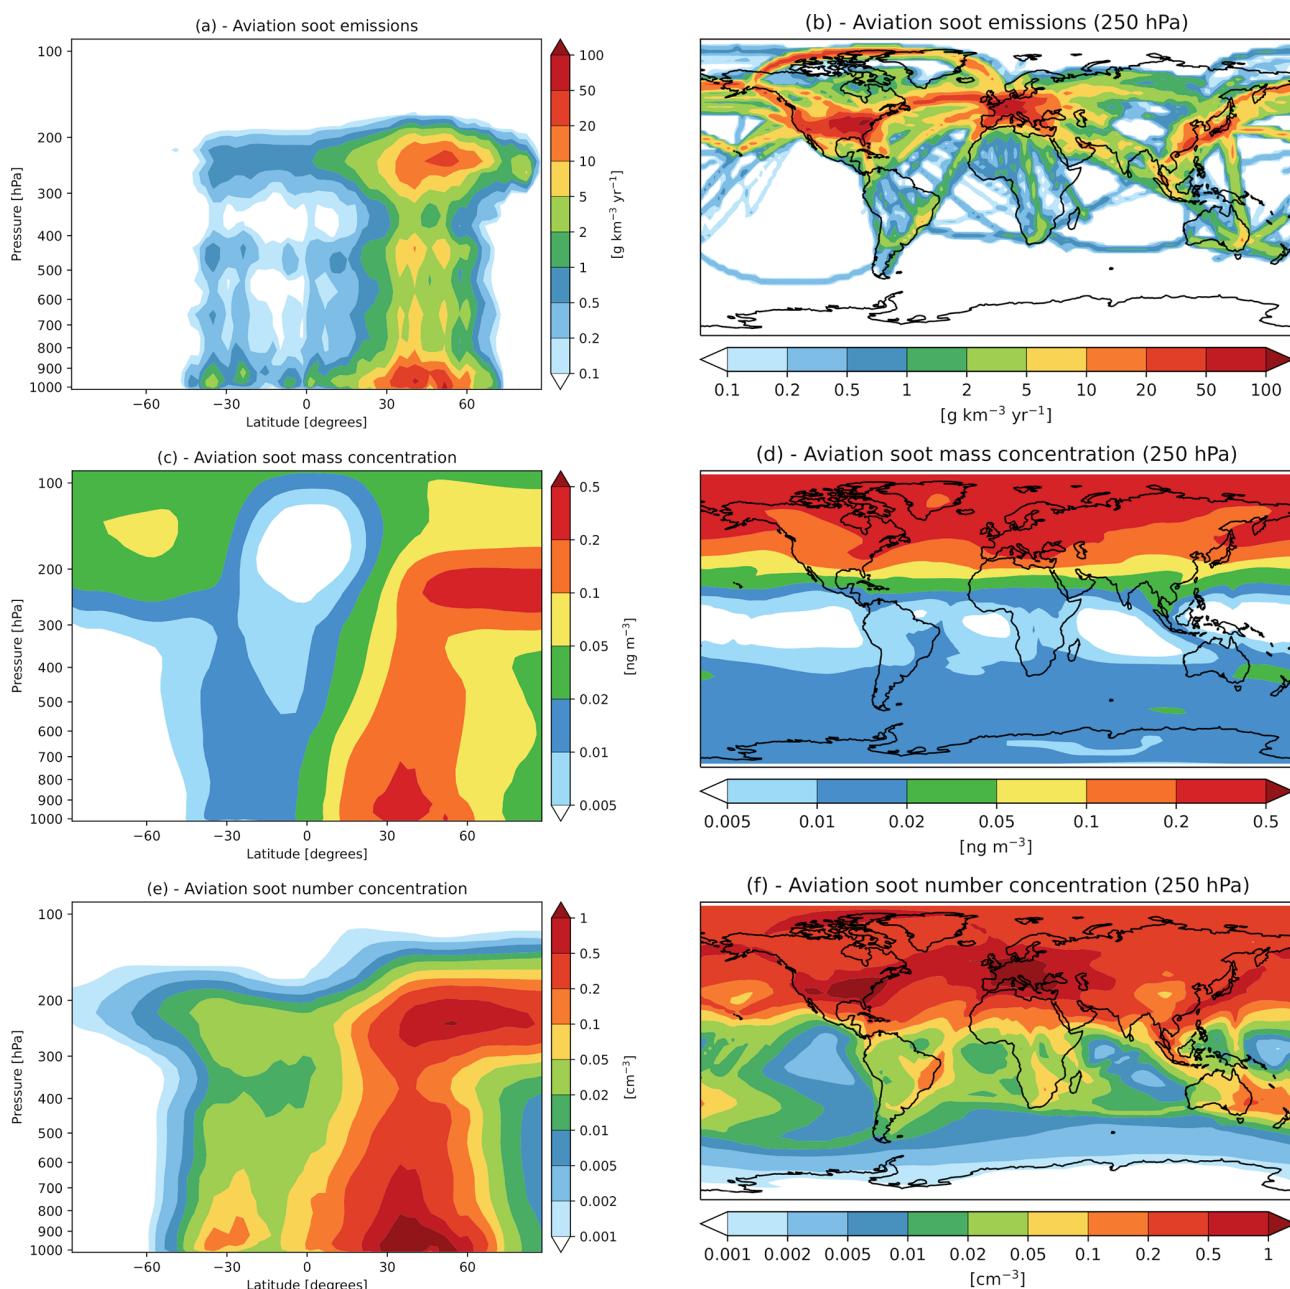 (a) - Aviation soot emissions
100
200
300
400
500
600
700
800
900
1000
Pressure [hPa]
−60 −30 0 30 60
Latitude [degrees]
100
50
20
10
5
2
1
0.5
0.2
0.1
[g km⁻³ yr⁻¹]
(b) - Aviation soot emissions (250 hPa)
0.1 0.2 0.5 1 2 5 10 20 50 100
[g km⁻³ yr⁻¹]
(c) - Aviation soot mass concentration
100
200
300
400
500
600
700
800
900
1000
Pressure [hPa]
−60 −30 0 30 60
Latitude [degrees]
0.5
0.2
0.1
0.05
0.02
0.01
0.005
[ng m⁻³]
(d) - Aviation soot mass concentration (250 hPa)
0.005 0.01 0.02 0.05 0.1 0.2 0.5
[ng m⁻³]
(e) - Aviation soot number concentration
100
200
300
400
500
600
700
800
900
1000
Pressure [hPa]
−60 −30 0 30 60
Latitude [degrees]
1
0.5
0.2
0.1
0.05
0.02
0.01
0.005
0.002
0.001
[cm⁻³]
(f) - Aviation soot number concentration (250 hPa)
0.001 0.002 0.005 0.01 0.02 0.05 0.1 0.2 0.5 1
[cm⁻³]